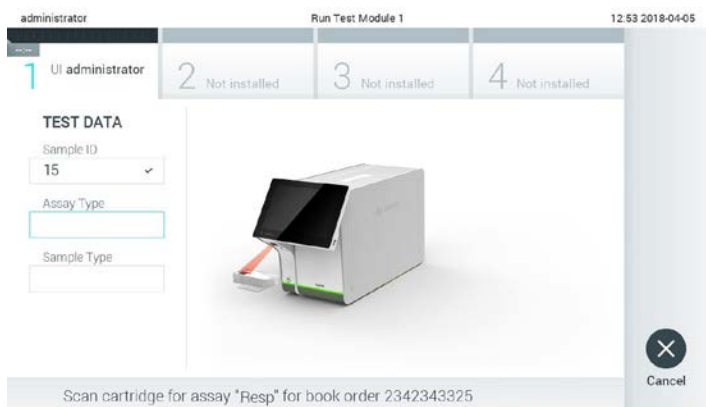 administrator Run Test Module 1 12:53 2018-04-05
--:--
1 UI administrator 2 Not installed 3 Not installed 4 Not installed
TEST DATA
Sample ID
15
Assay Type
Sample Type
Cancel
Scan cartridge for assay "Resp" for book order 2342343325